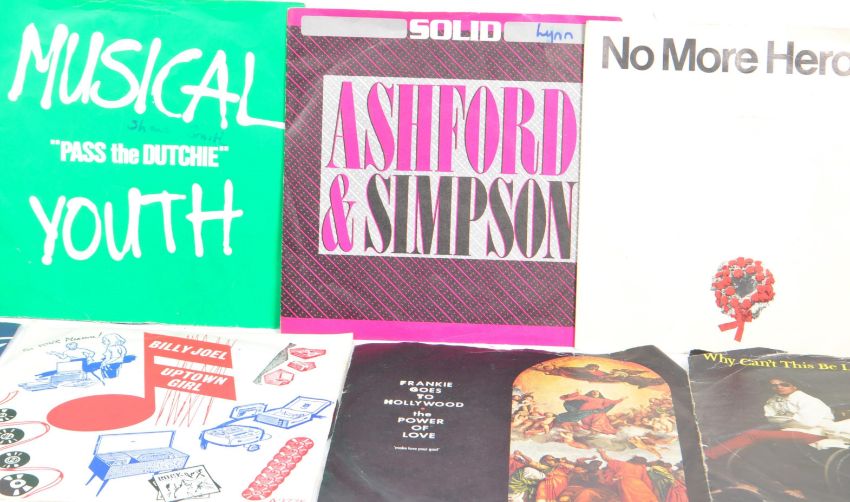 MUSICAL
"PASS the DUTCHIE"
YOUTH
SOLID
Lynn
ASHFORD
& SIMPSON
No More Hero
BILLY JOEL
UPTOWN
GIRL
FRANKIE
GOES
TO
HOLLYWOOD
the
POWER
OF
LOVE
Why Can't This Be L